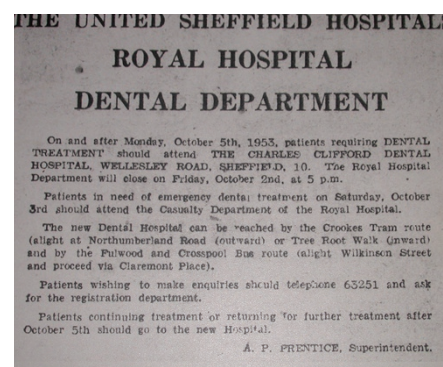 THE UNITED SHEFFIELD HOSPITALS
ROYAL HOSPITAL
DENTAL DEPARTMENT
On and after Monday, October 5th, 1953, patients requiring DENTAL
TREATMENT should attend THE CHARLES CLIFFORD DENTAL
HOSPITAL, WELLESLEY ROAD, SHEFFIELD, 10. The Royal Hospital
Department will close on Friday, October 2nd, at 5 p.m.
Patients in need of emergency dental treatment on Saturday, October
3rd should attend the Casualty Department of the Royal Hospital.
The new Dental Hospital can be reached by the Crookes Tram route
(alight at Northumberland Road (outward) or Tree Root Walk (inward)
and by the Fulwood and Crosspool Bus route (alight Wilkinson Street
and proceed via Claremont Place).
Patients wishing to make enquiries should telephone 63251 and ask
for the registration department.
Patients continuing treatment or returning for further treatment after
October 5th should go to the new Hospital.
A. P. PRENTICE, Superintendent.